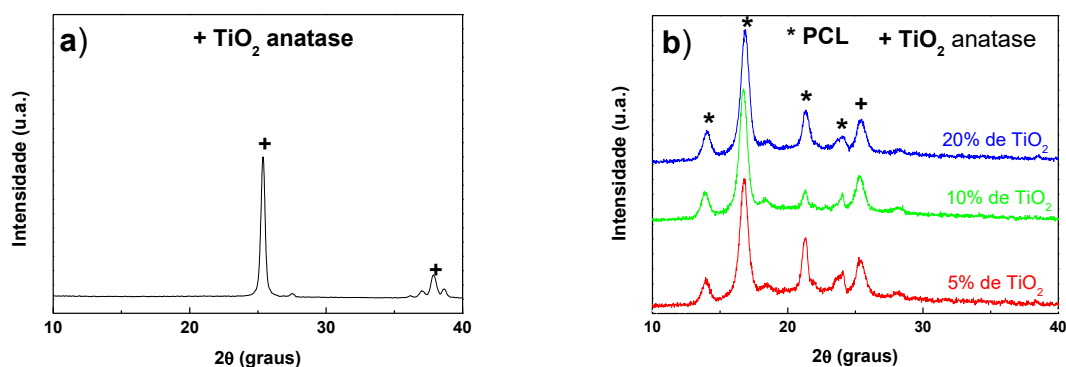 a)
+ TiO2 anatase
+
+
Intensidade (u.a.)
10 20 30 40
2θ (graus)
b)
* PCL + TiO2 anatase
*
*
*
*
+
20% de TiO2
10% de TiO2
5% de TiO2
Intensidade (u.a.)
10 20 30 40
2θ (graus)